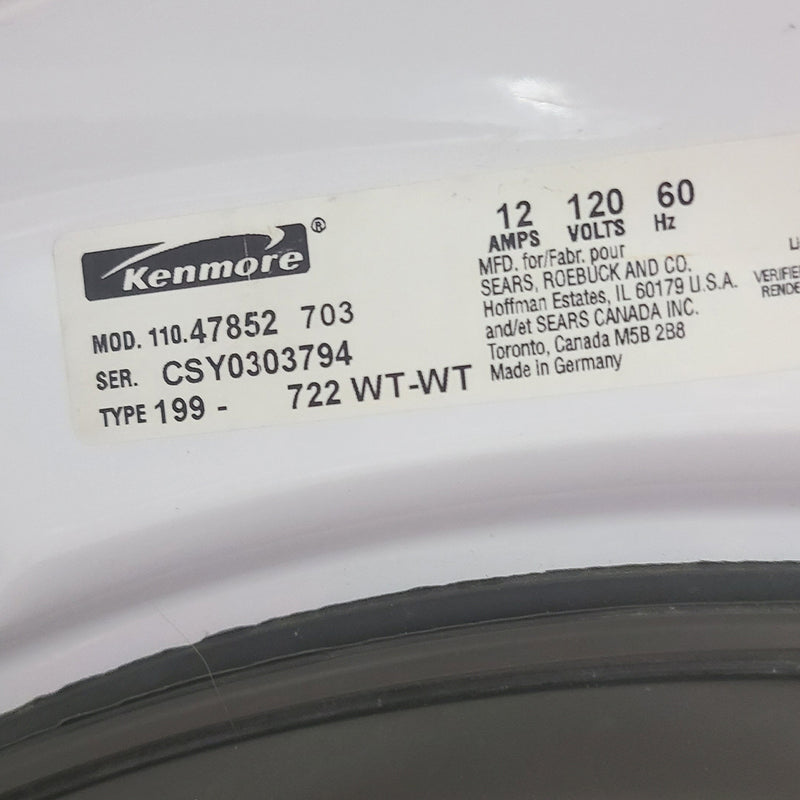 Kenmore®
MOD. 110.47852 703
SER. CSY0303794
TYPE 199 - 722 WT-WT
12 120 60
AMPS VOLTS Hz
MFD. for/Fabr. pour
SEARS, ROEBUCK AND CO.
Hoffman Estates, IL 60179 U.S.A.
and/et SEARS CANADA INC.
Toronto, Canada M5B 2B8
Made in Germany